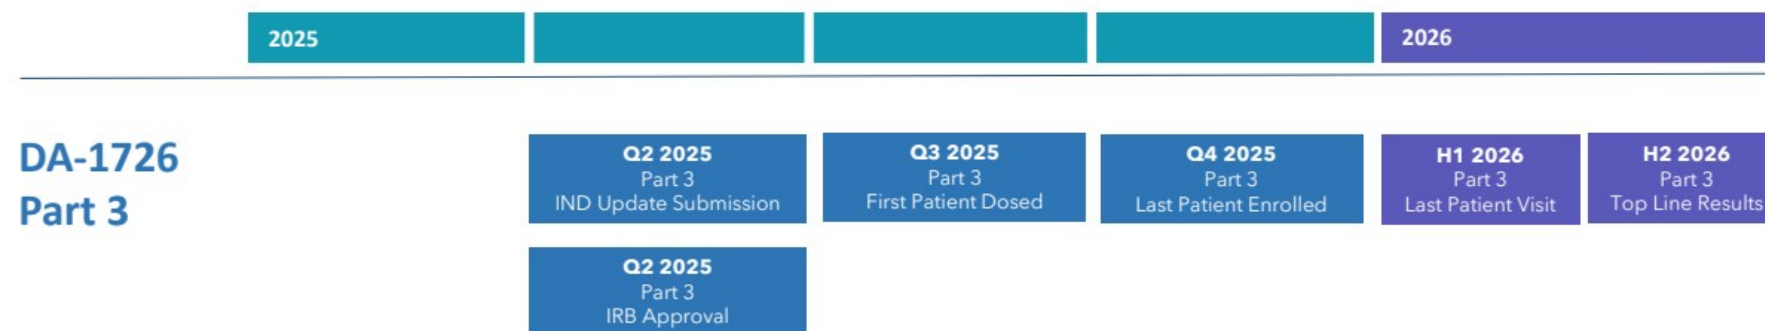 2025
2026
DA-1726
Part 3
Q2 2025
Part 3
IND Update Submission
Q3 2025
Part 3
First Patient Dosed
Q4 2025
Part 3
Last Patient Enrolled
H1 2026
Part 3
Last Patient Visit
H2 2026
Part 3
Top Line Results
Q2 2025
Part 3
IRB Approval